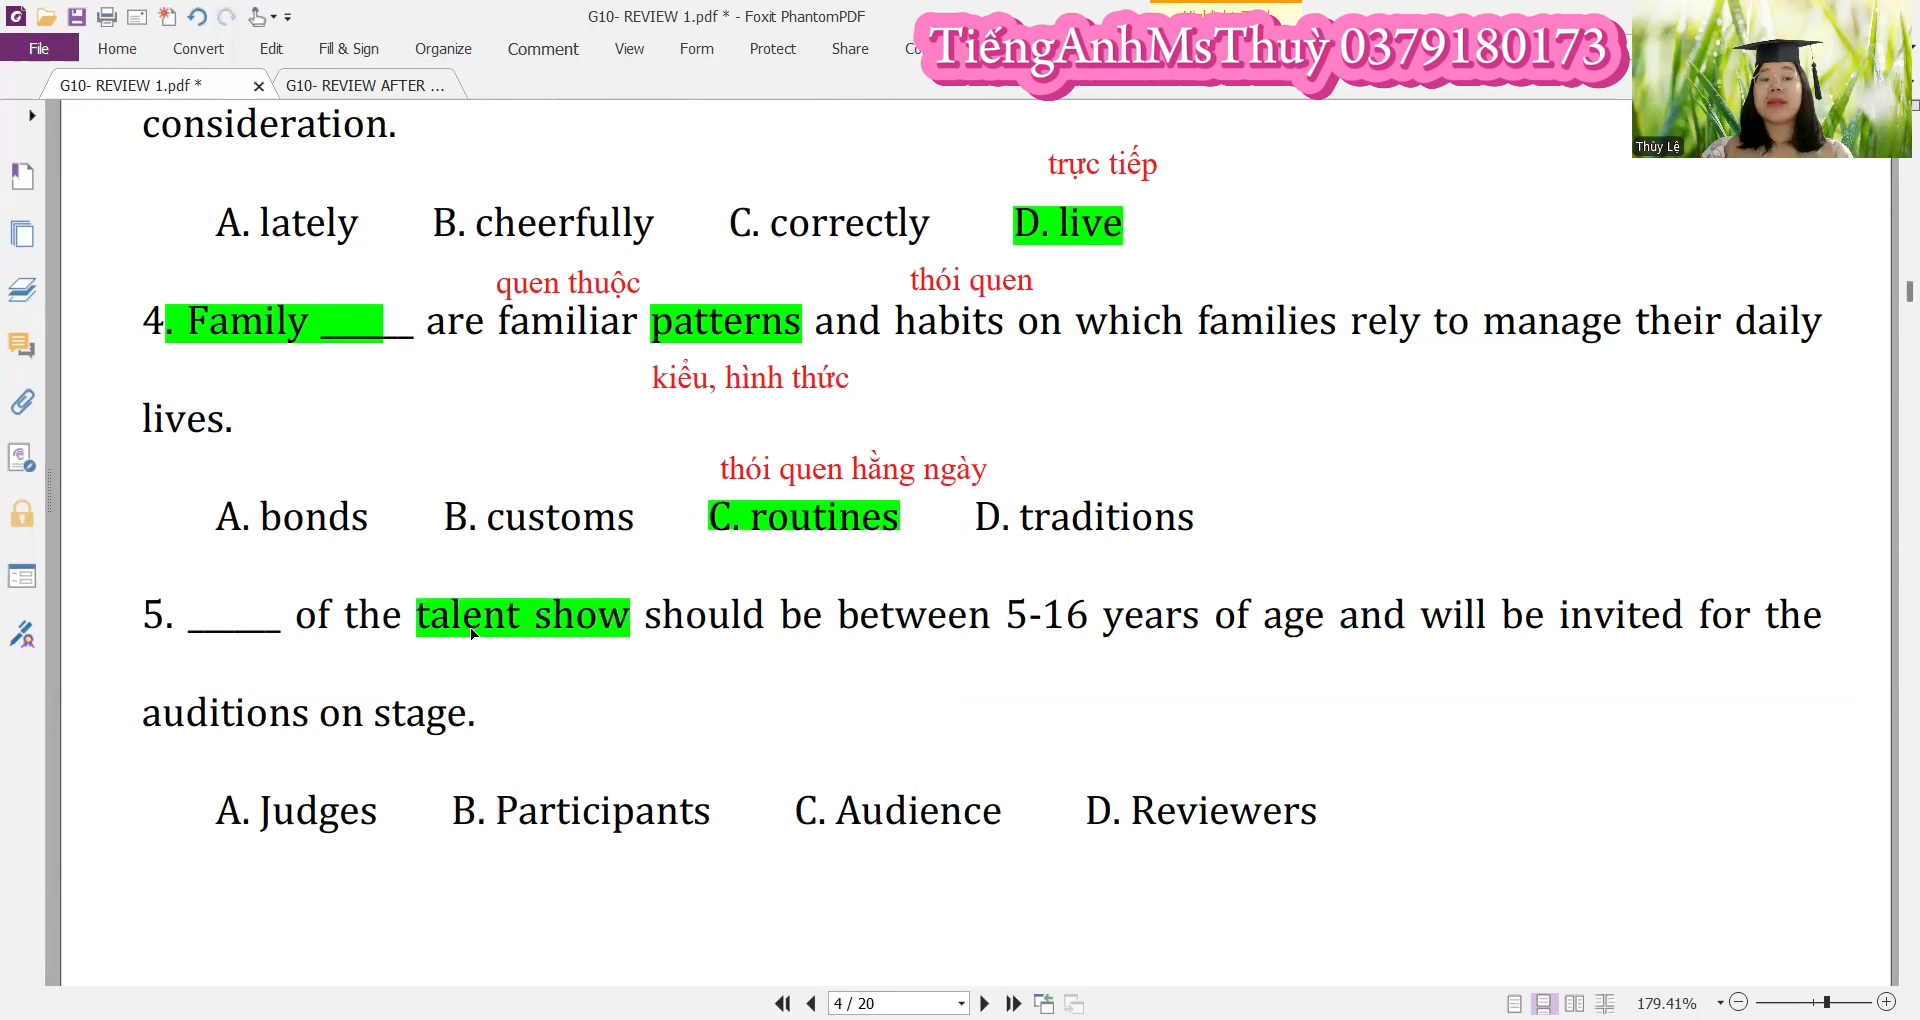 G10- REVIEW 1.pdf * - Foxit PhantomPDF
TiếngAnhMsThuỳ 0379180173
File Home Convert Edit Fill & Sign Organize Comment View Form Protect Share
G10- REVIEW 1.pdf * G10- REVIEW AFTER ...
Thùy Lệ
consideration.
trực tiếp
A. lately B. cheerfully C. correctly D. live
quen thuộc thói quen
4. Family ______ are familiar patterns and habits on which families rely to manage their daily
kiểu, hình thức
lives.
thói quen hằng ngày
A. bonds B. customs C. routines D. traditions
5. ______ of the talent show should be between 5-16 years of age and will be invited for the
auditions on stage.
A. Judges B. Participants C. Audience D. Reviewers
4 / 20
179.41%